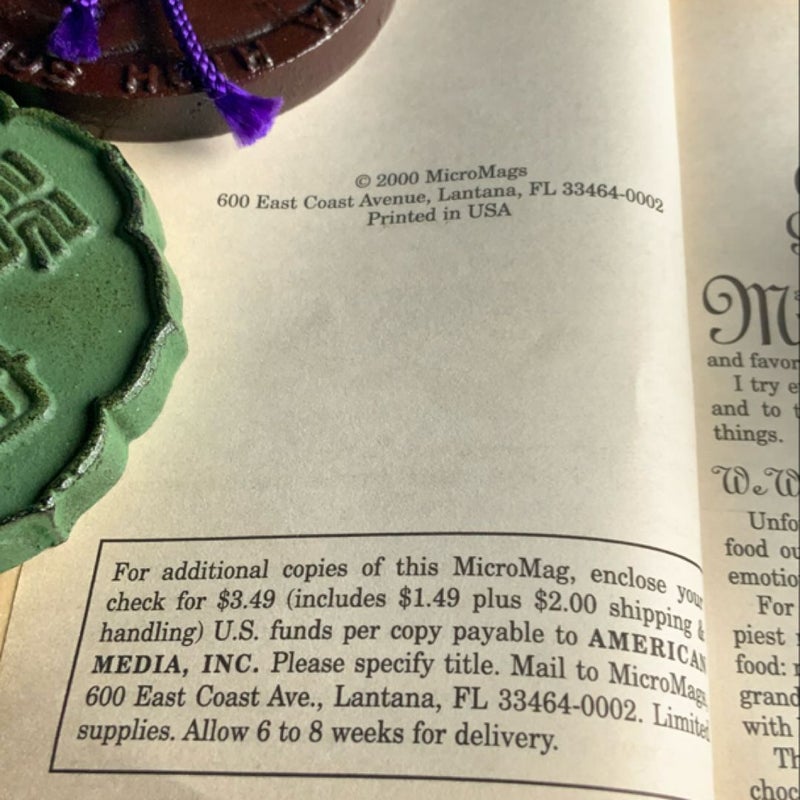 © 2000 MicroMags
600 East Coast Avenue, Lantana, FL 33464-0002
Printed in USA
For additional copies of this MicroMag, enclose your
check for $3.49 (includes $1.49 plus $2.00 shipping &
handling) U.S. funds per copy payable to AMERICAN
MEDIA, INC. Please specify title. Mail to MicroMags
600 East Coast Ave., Lantana, FL 33464-0002. Limited
supplies. Allow 6 to 8 weeks for delivery.
and favor
I try e
and to t
things.
We W
Unfo
food ou
emotio
For
piest
food:
grand
with
Th
choc